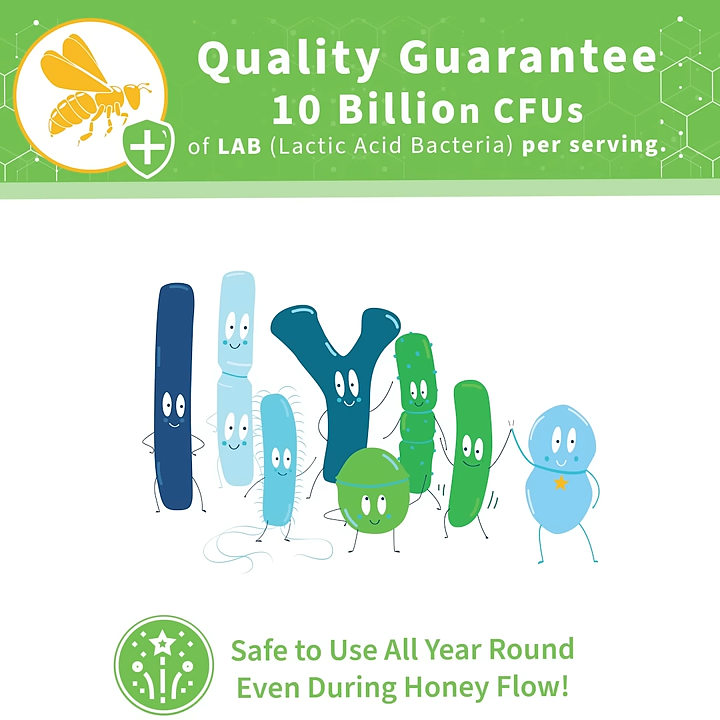 Quality Guarantee
10 Billion CFUs
of LAB (Lactic Acid Bacteria) per serving.
Safe to Use All Year Round
Even During Honey Flow!